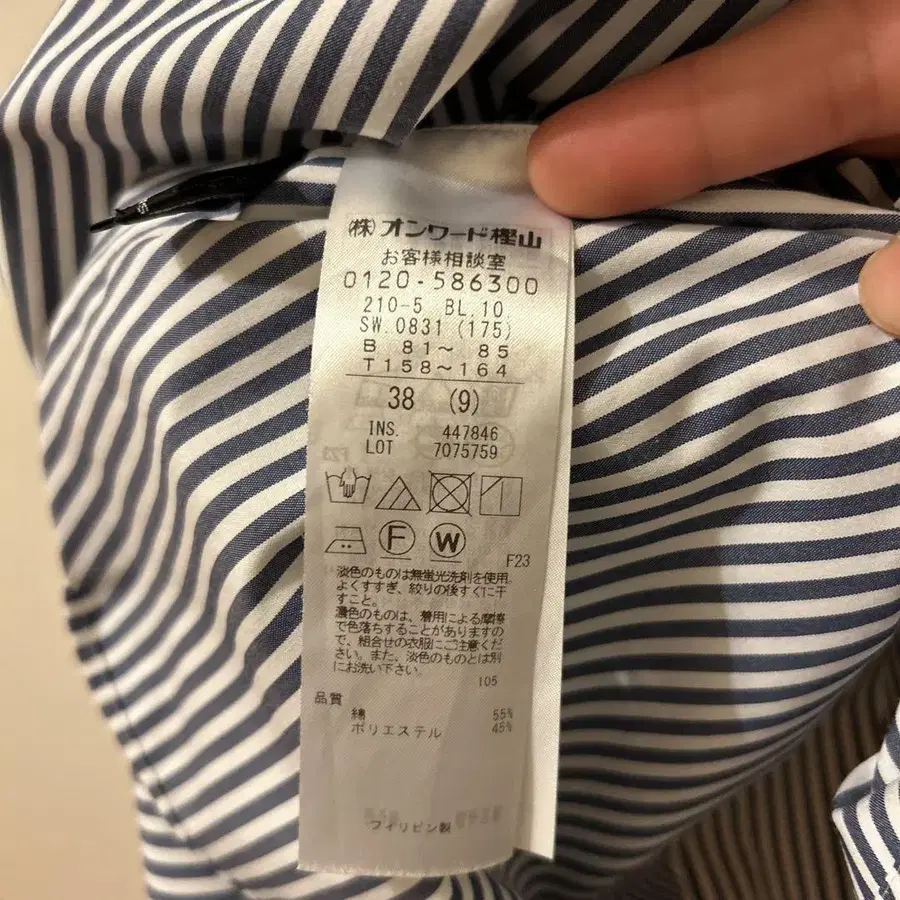 (株)オンワード樫山
お客様相談室
0120-586300
210-5 BL.10.
SW.0831 (175)
B 81～ 85
T158～164
38 (9)
INS. 447846
LOT 7075759
F W
F23
淡色のものは無蛍光洗剤を使用、
よくすすぎ、絞りの後すぐに干
すこと。
濃色のものは、着用による摩擦
で色落ちすることがありますの
で、組合せの衣服にご注意くだ
さい。また、淡色のものとは別
にお洗い下さい。
105
品質
綿 55%
ポリエステル 45%
フィリピン製